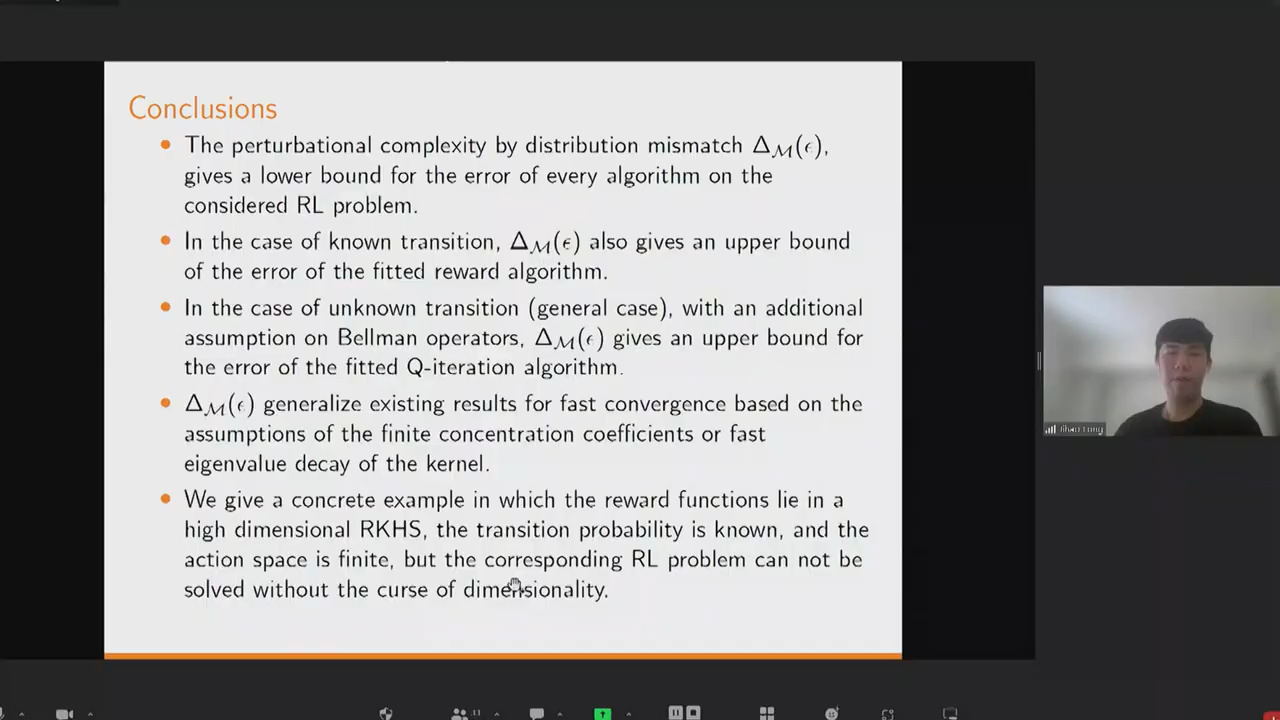 Conclusions
• The perturbational complexity by distribution mismatch Δ_ℳ(ϵ),
gives a lower bound for the error of every algorithm on the
considered RL problem.
• In the case of known transition, Δ_ℳ(ϵ) also gives an upper bound
of the error of the fitted reward algorithm.
• In the case of unknown transition (general case), with an additional
assumption on Bellman operators, Δ_ℳ(ϵ) gives an upper bound for
the error of the fitted Q-iteration algorithm.
• Δ_ℳ(ϵ) generalize existing results for fast convergence based on the
assumptions of the finite concentration coefficients or fast
eigenvalue decay of the kernel.
• We give a concrete example in which the reward functions lie in a
high dimensional RKHS, the transition probability is known, and the
action space is finite, but the corresponding RL problem can not be
solved without the curse of dimensionality.
11